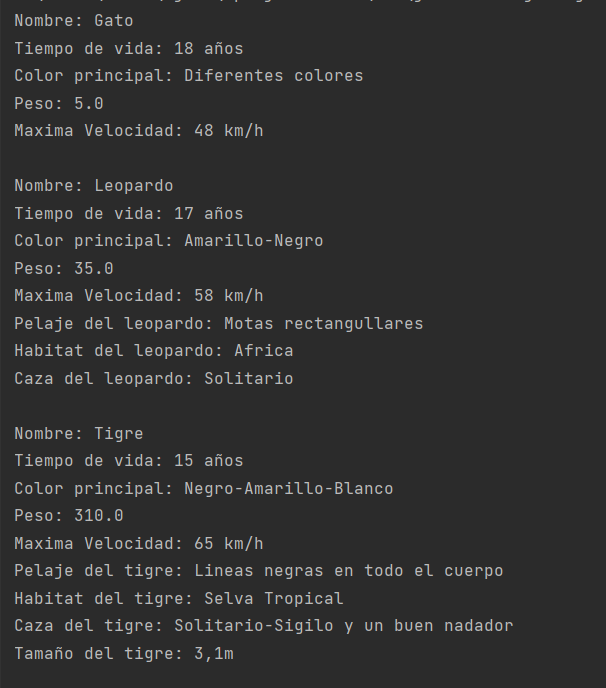 Nombre: Gato
Tiempo de vida: 18 años
Color principal: Diferentes colores
Peso: 5.0
Maxima Velocidad: 48 km/h
Nombre: Leopardo
Tiempo de vida: 17 años
Color principal: Amarillo-Negro
Peso: 35.0
Maxima Velocidad: 58 km/h
Pelaje del leopardo: Motas rectangullares
Habitat del leopardo: Africa
Caza del leopardo: Solitario
Nombre: Tigre
Tiempo de vida: 15 años
Color principal: Negro-Amarillo-Blanco
Peso: 310.0
Maxima Velocidad: 65 km/h
Pelaje del tigre: Lineas negras en todo el cuerpo
Habitat del tigre: Selva Tropical
Caza del tigre: Solitario-Sigilo y un buen nadador
Tamaño del tigre: 3,1m